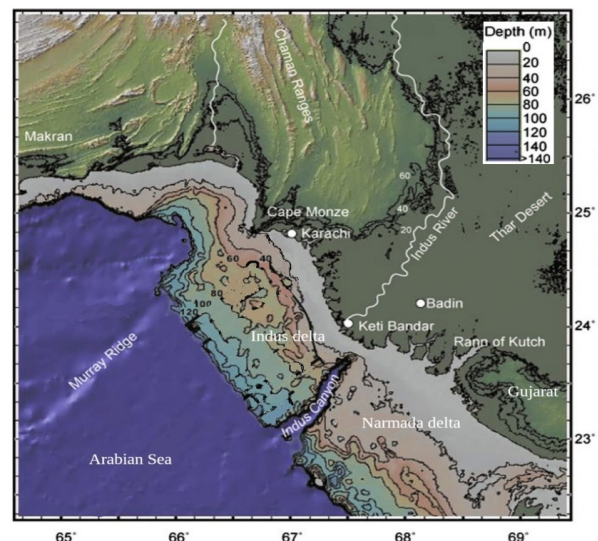 Depth (m)
0
20
40
60
80
100
120
140
>140
Chaman Ranges
Makran
26°
60
40
20
Cape Monze
Karachi
Indus River
Thar Desert
25°
60
40
80
100
120
Badin
Keti Bandar
24°
Indus delta
Rann of Kutch
Murray Ridge
Gujarat
Indus Canyon
Narmada delta
Arabian Sea
23°
65°
66°
67°
68°
69°